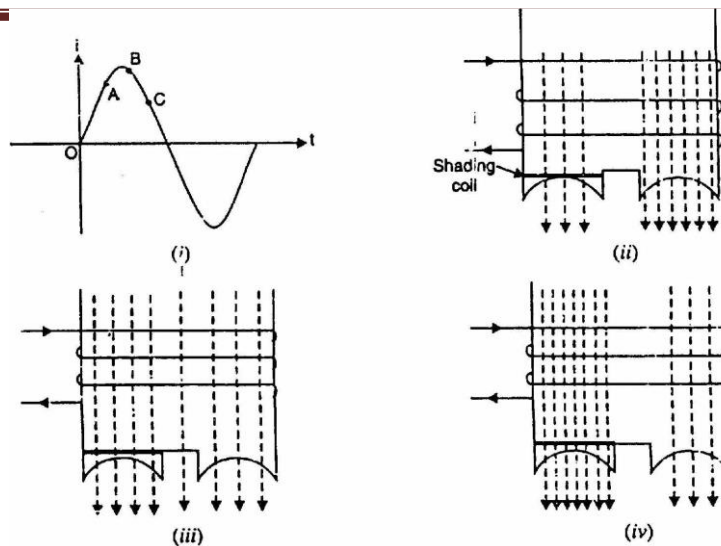 i
B
A
C
O
t
(i)
Shading
coil
(ii)
(iii)
(iv)